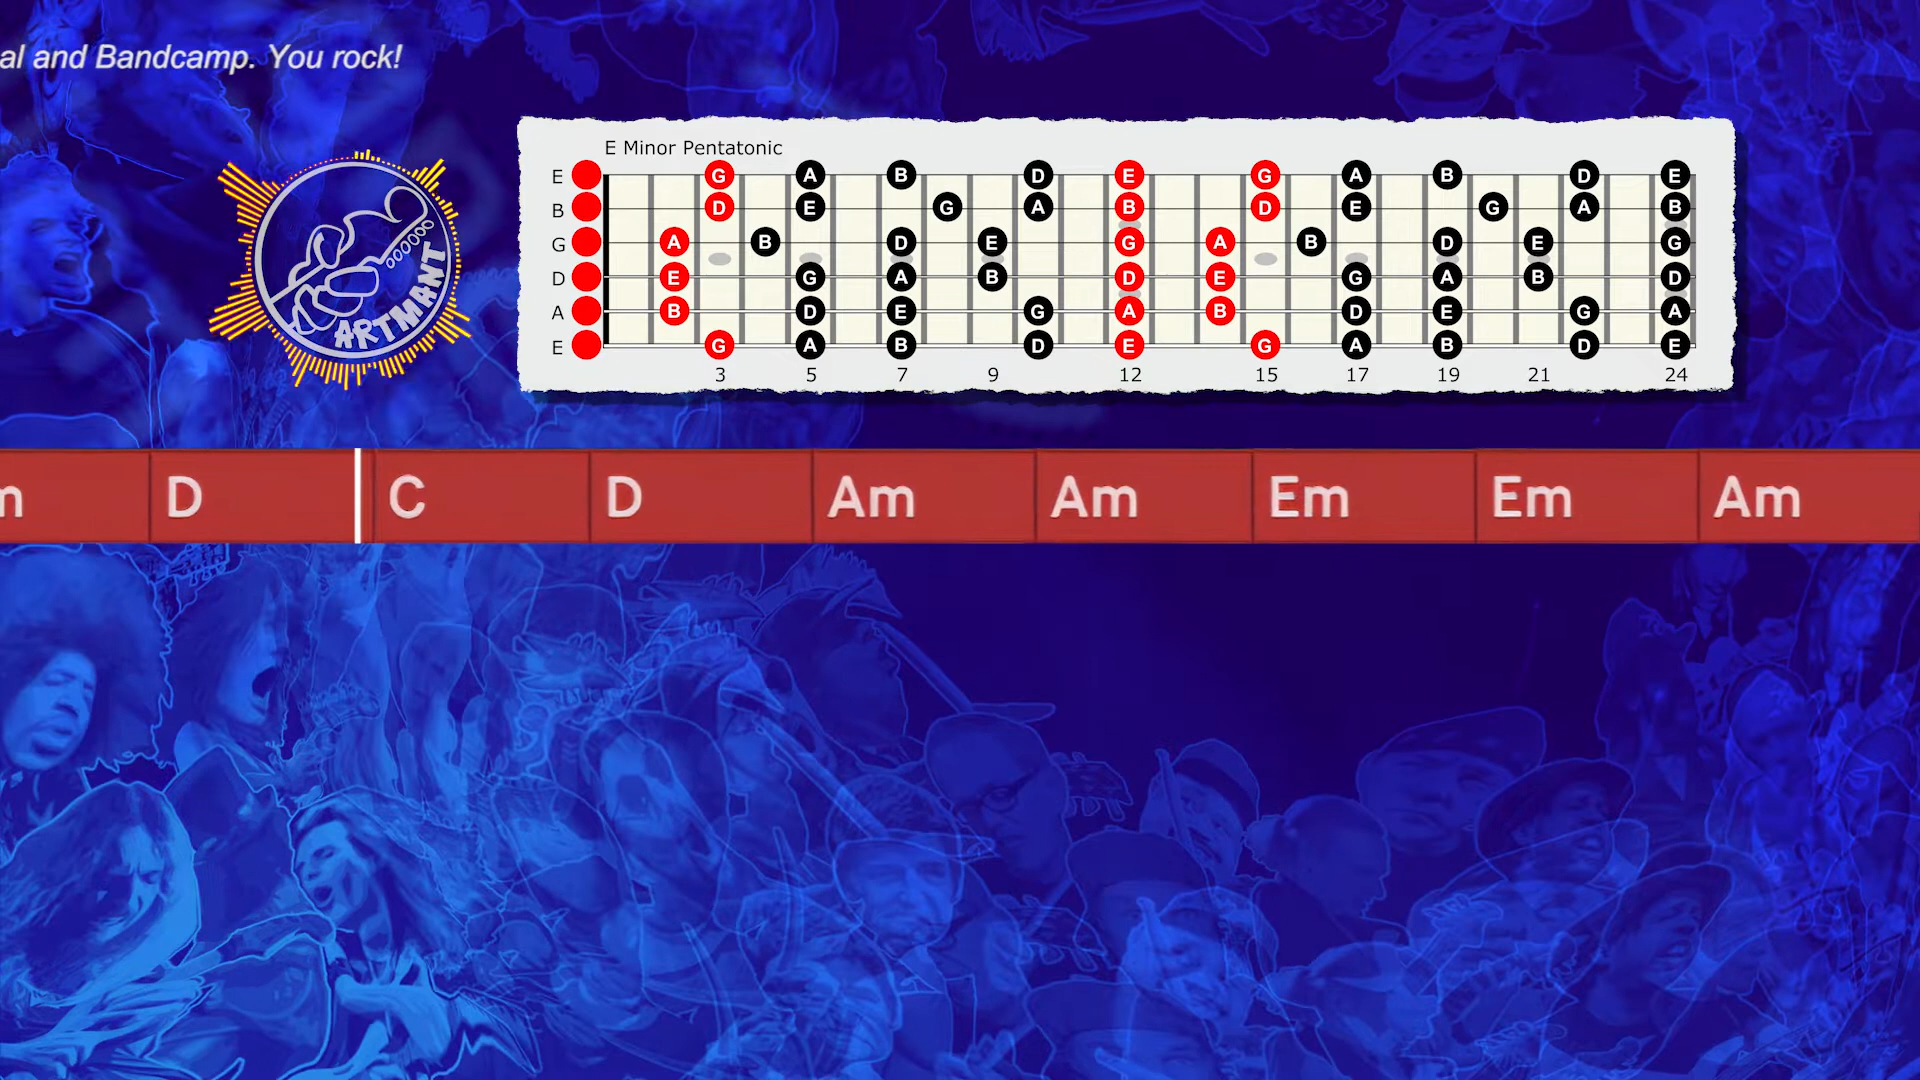 al and Bandcamp. You rock!
ARTMANT
E Minor Pentatonic
E G A B D E G A B D E
B D E G A B D E G A B
G A B D E G A B D E G
D E G A B D E G A B D
A B D E G A B D E G A
E G A B D E G A B D E
3 5 7 9 12 15 17 19 21 24
m D C D Am Am Em Em Am